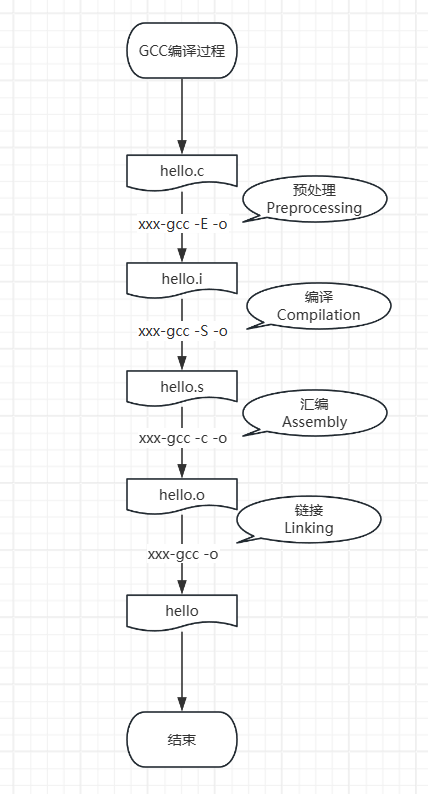 GCC编译过程
hello.c
预处理
Preprocessing
xxx-gcc -E -o
hello.i
编译
Compilation
xxx-gcc -S -o
hello.s
汇编
Assembly
xxx-gcc -c -o
hello.o
链接
Linking
xxx-gcc -o
hello
结束